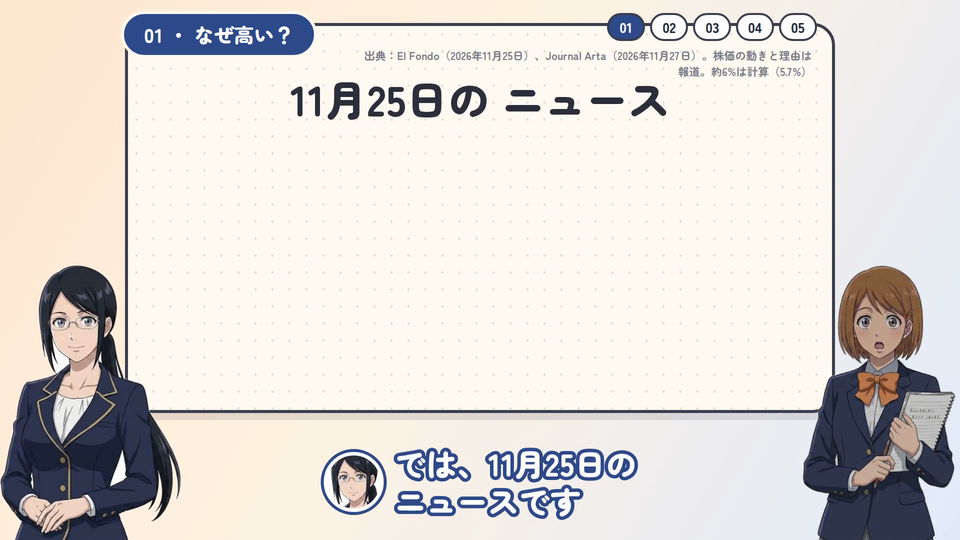 01 ・ なぜ高い？
01 02 03 04 05
出典：El Fondo（2026年11月25日）、Journal Arta（2026年11月27日）。株価の動きと理由は
報道。約6%は計算（5.7%）
11月25日の ニュース
では、11月25日の
ニュースです